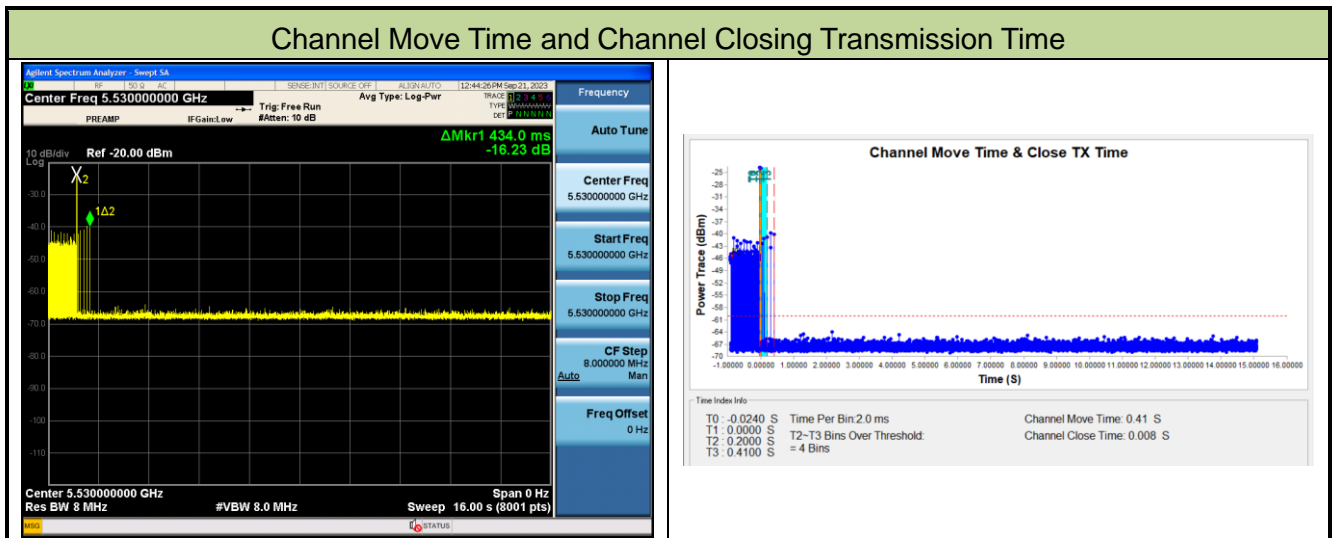 Channel Move Time and Channel Closing Transmission Time
Agilent Spectrum Analyzer - Swept SA
RF 50 Ω AC SENSE:INT SOURCE OFF ALIGN AUTO 12:44:26 PM Sep 21, 2023
Center Freq 5.530000000 GHz
Trig: Free Run
Avg Type: Log-Pwr
TRACE 1 2 3 4 5 6
TYPE
DET P N N N N N
PREAMP IFGain:Low #Atten: 10 dB
ΔMkr1 434.0 ms
-16.23 dB
10 dB/div Ref -20.00 dBm
Log
X2
1Δ2
-30.0
-40.0
-50.0
-60.0
-70.0
-80.0
-90.0
-100
-110
Center 5.530000000 GHz Span 0 Hz
Res BW 8 MHz #VBW 8.0 MHz Sweep 16.00 s (8001 pts)
MSG STATUS
Frequency
Auto Tune
Center Freq
5.530000000 GHz
Start Freq
5.530000000 GHz
Stop Freq
5.530000000 GHz
CF Step
8.000000 MHz
Auto Man
Freq Offset
0 Hz
Channel Move Time & Close TX Time
Power Trace (dBm)
-25
-28
-31
-34
-37
-40
-43
-46
-49
-52
-55
-58
-61
-64
-67
-70
-1.00000 0.00000 1.00000 2.00000 3.00000 4.00000 5.00000 6.00000 7.00000 8.00000 9.00000 10.00000 11.00000 12.00000 13.00000 14.00000 15.00000 16.00000
Time (S)
Time Index Info
T0 : -0.0240 S Time Per Bin:2.0 ms Channel Move Time: 0.41 S
T1 : 0.0000 S
T2 : 0.2000 S T2~T3 Bins Over Threshold: Channel Close Time: 0.008 S
T3 : 0.4100 S = 4 Bins